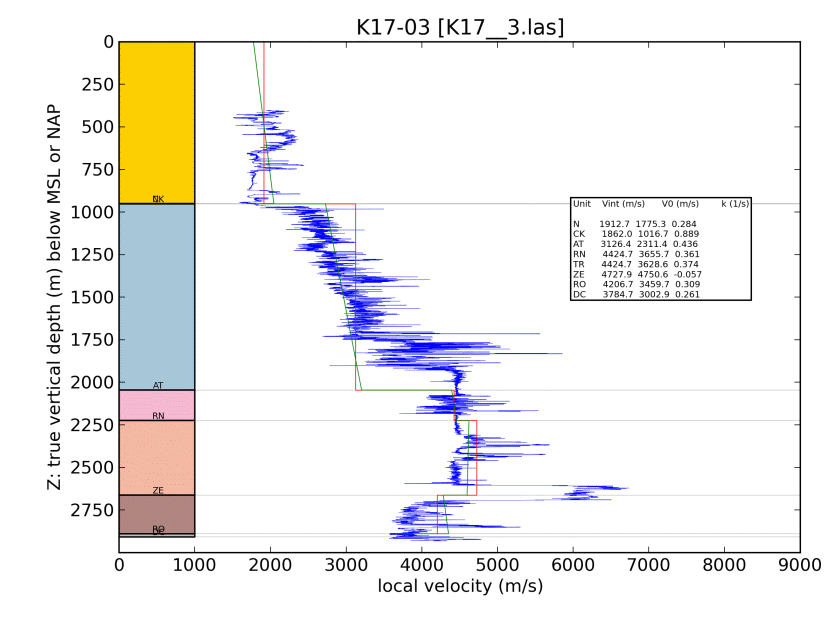 K17-03 [K17__3.las]
0
250
500
750
1000
1250
1500
1750
2000
2250
2500
2750
Z: true vertical depth (m) below MSL or NAP
CK
AT
RN
ZE
RO
Unit Vint (m/s) V0 (m/s) k (1/s)
N 1912.7 1775.3 0.284
CK 1862.0 1016.7 0.889
AT 3126.4 2311.4 0.436
RN 4424.7 3655.7 0.361
TR 4424.7 3628.6 0.374
ZE 4727.9 4750.6 -0.057
RO 4206.7 3459.7 0.309
DC 3784.7 3002.9 0.261
0 1000 2000 3000 4000 5000 6000 7000 8000 9000
local velocity (m/s)